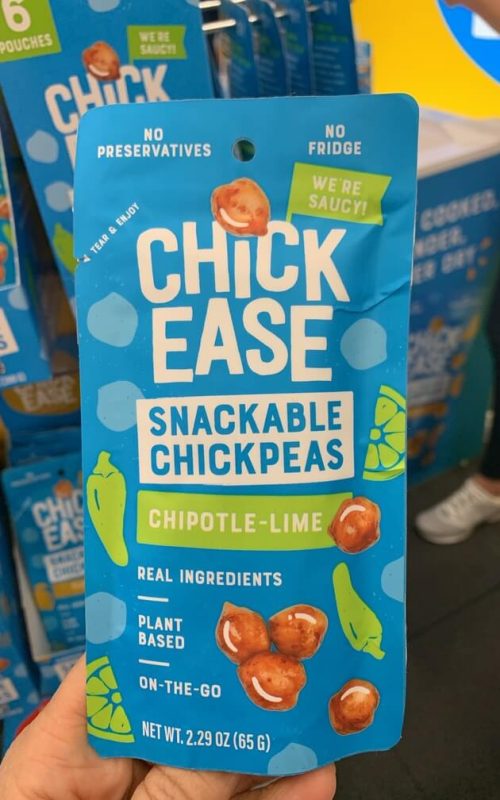 6
POUCHES
WE'RE
SAUCY!
CHICK
NO
PRESERVATIVES
NO
FRIDGE
WE'RE
SAUCY!
TEAR & ENJOY
CHICK
EASE
SNACKABLE
CHICKPEAS
CHIPOTLE-LIME
REAL INGREDIENTS
PLANT
BASED
ON-THE-GO
NET WT. 2.29 OZ (65 G)
COOKED.